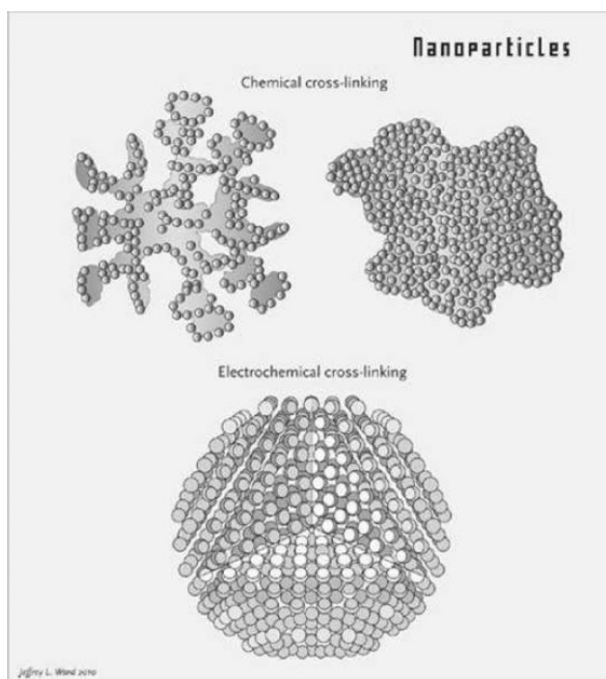 Nanoparticles
Chemical cross-linking
Electrochemical cross-linking
Jeffrey L. Ward 2010